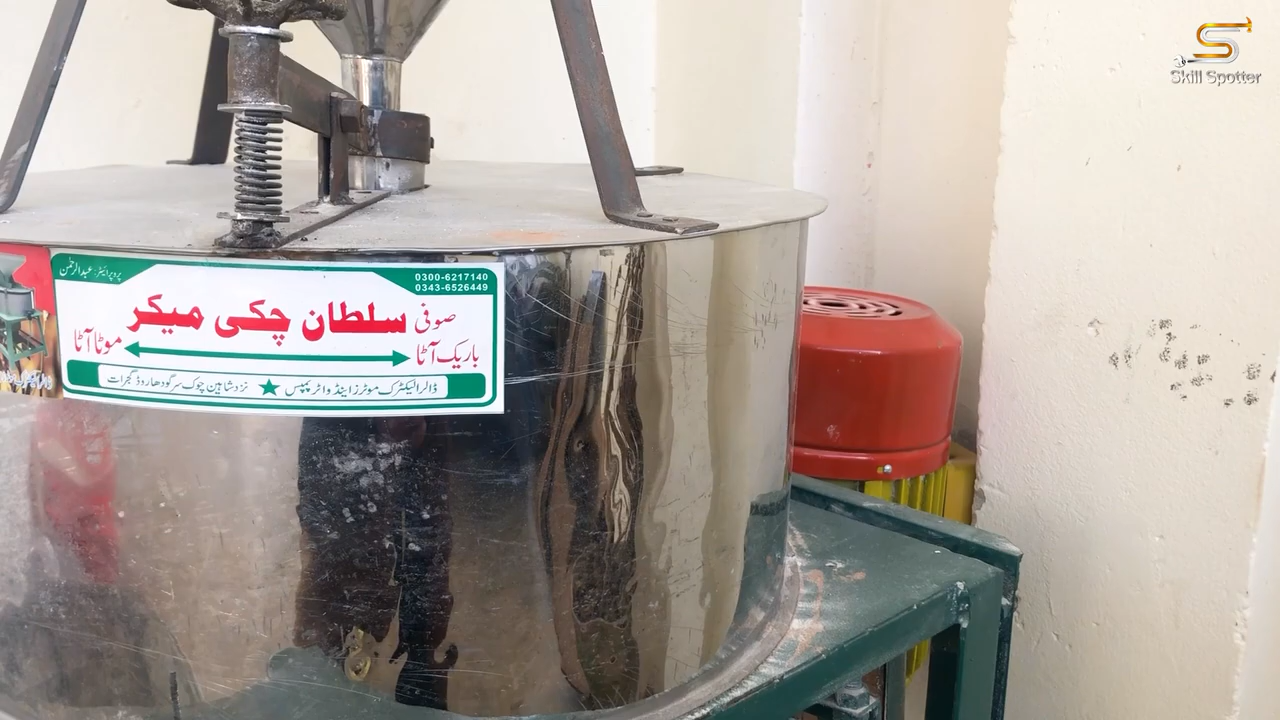 Skill Spotter
پروپرائیٹر: عبدالرحمٰن
0300-6217140
0343-6526449
صوفی سلطان چکی میکر
باریک آٹا موٹا آٹا
ڈالر الیکٹرک موٹرز اینڈ واٹر پمپس ★ نزد شاہین چوک سرگودھا روڈ گجرات